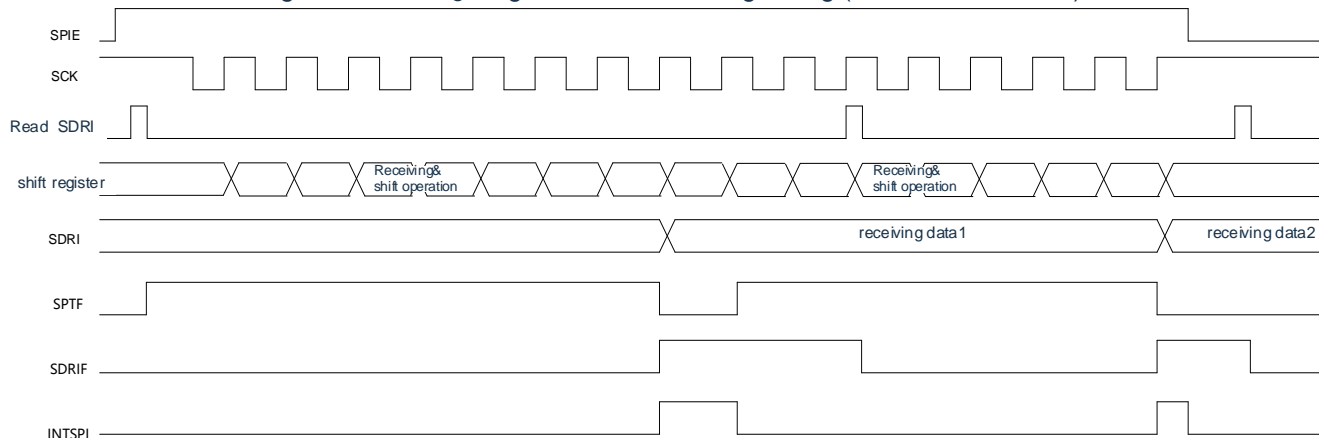 SPIE
SCK
Read SDRI
shift register
Receiving&
shift operation
Receiving&
shift operation
SDRI
receiving data1
receiving data2
SPTF
SDRIF
INTSPI